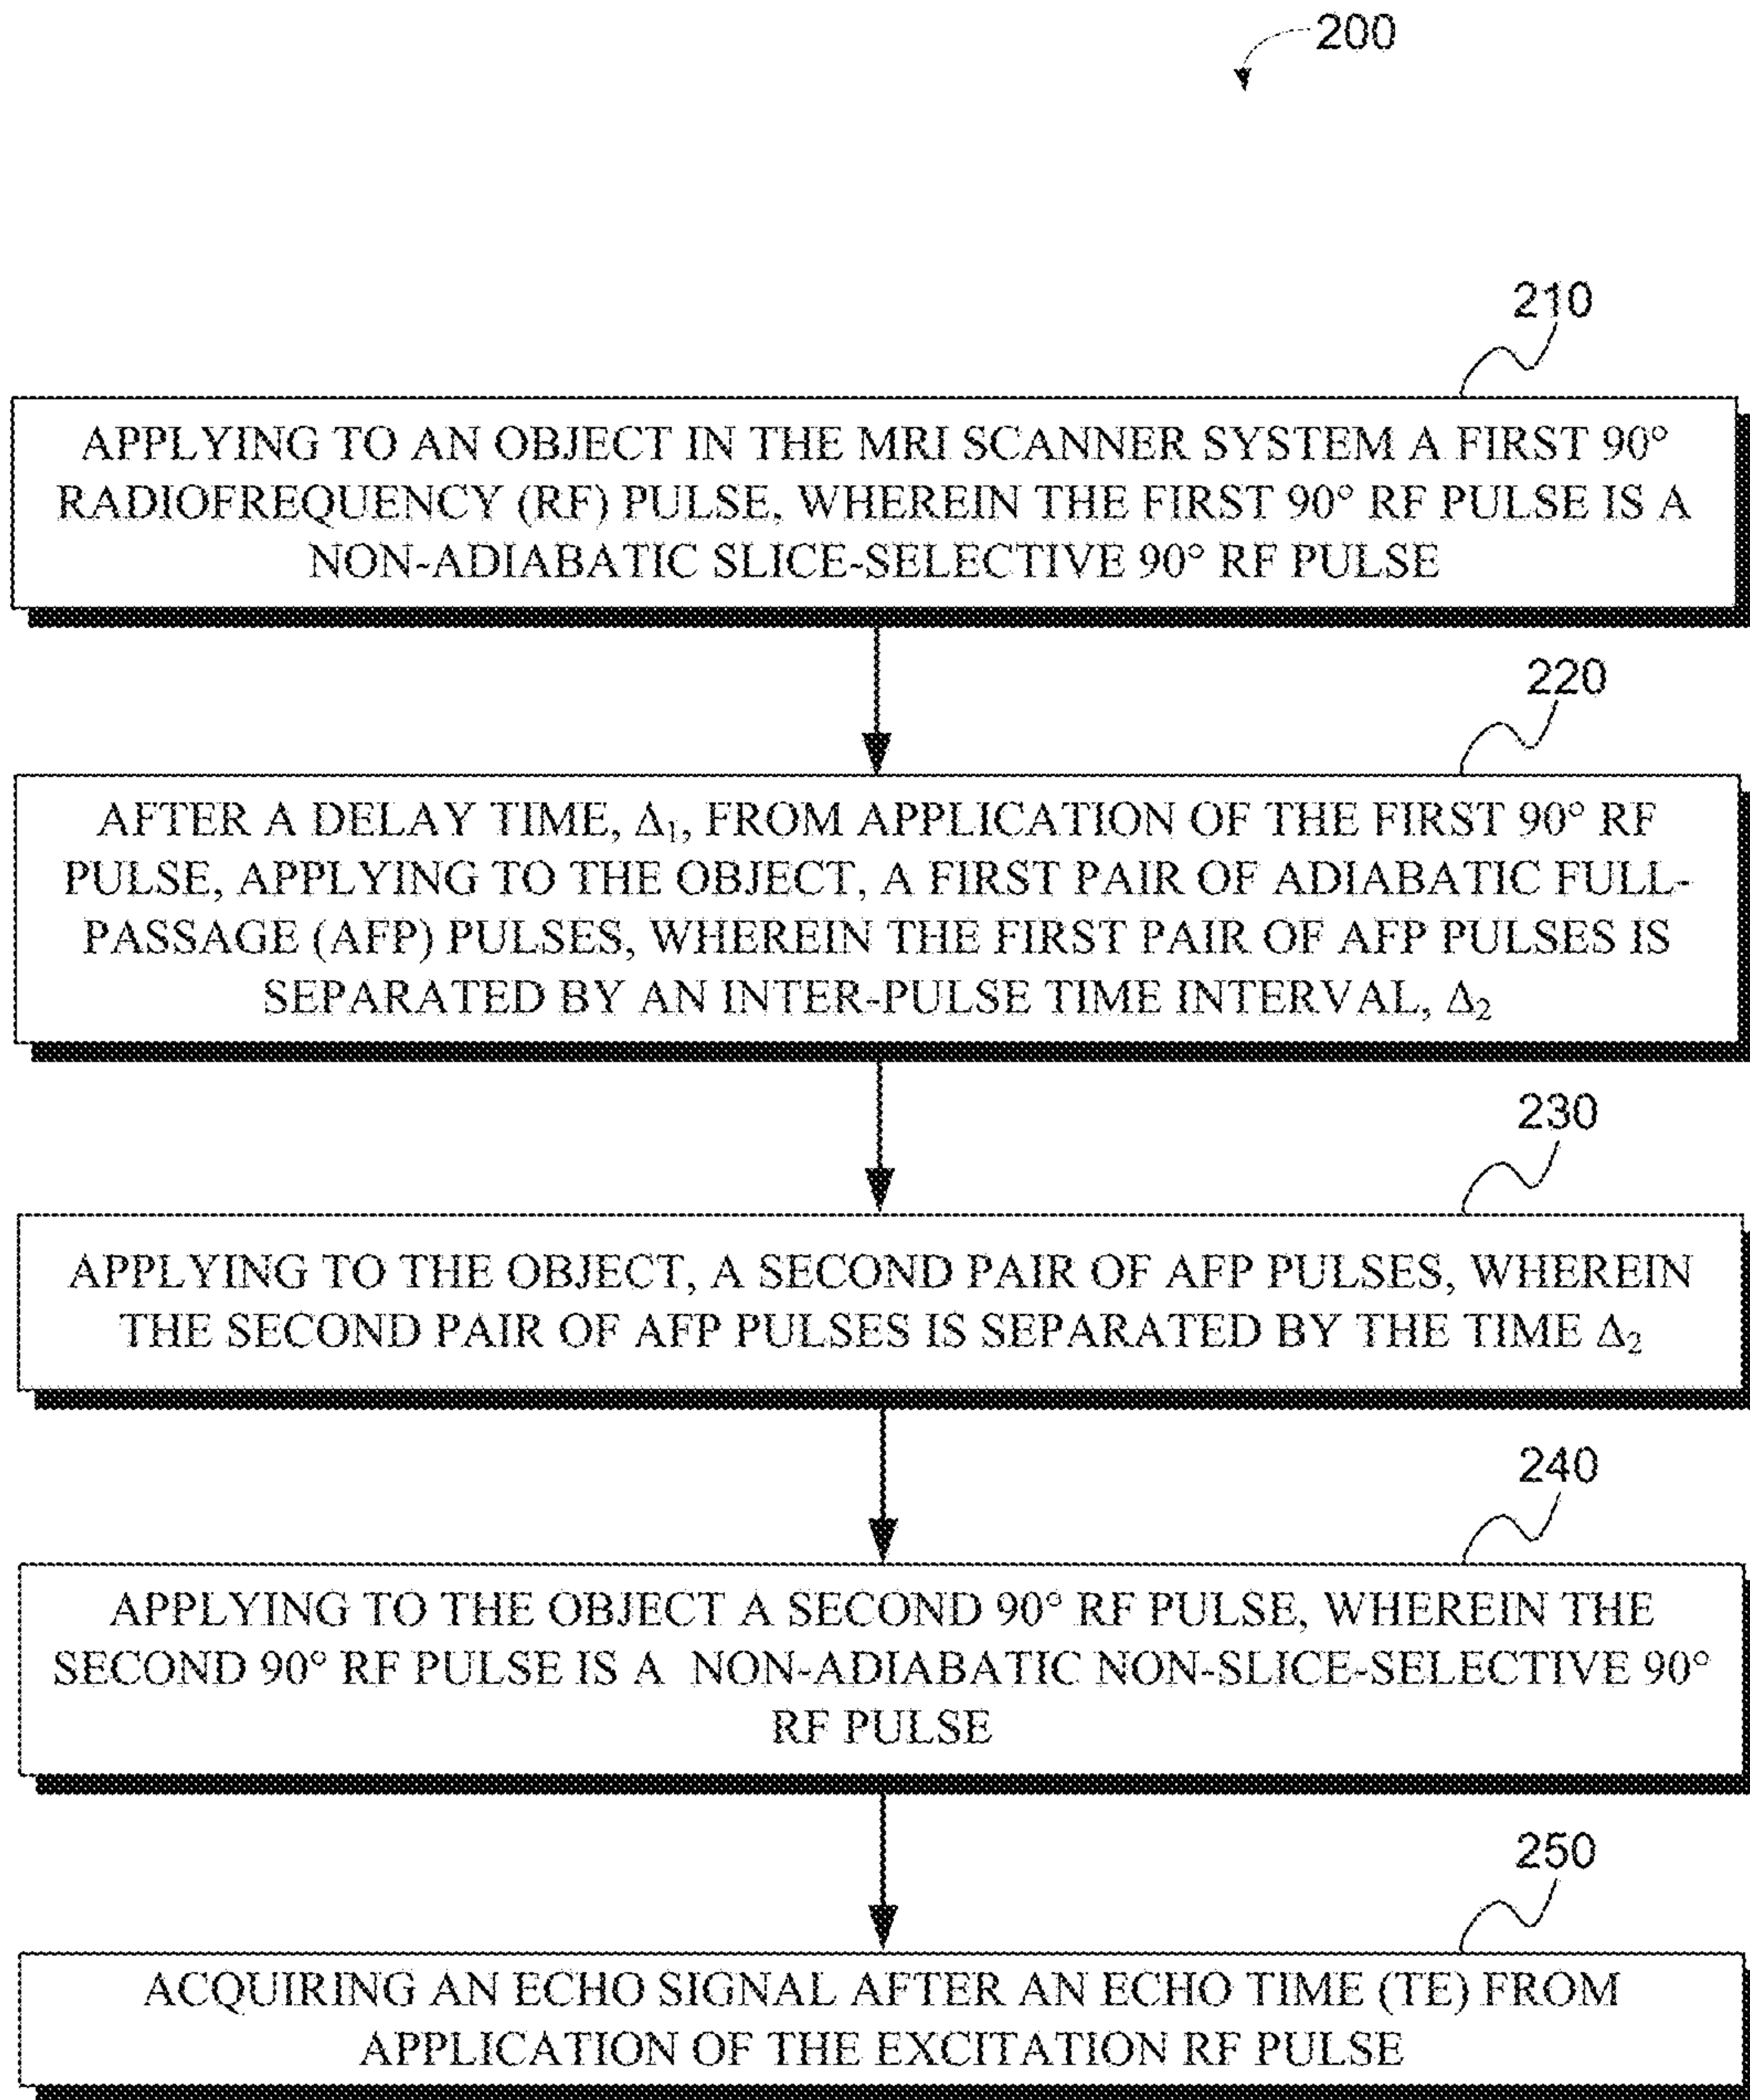 200
210
APPLYING TO AN OBJECT IN THE MRI SCANNER SYSTEM A FIRST 90°
RADIOFREQUENCY (RF) PULSE, WHEREIN THE FIRST 90° RF PULSE IS A
NON-ADIABATIC SLICE-SELECTIVE 90° RF PULSE
220
AFTER A DELAY TIME, Δ₁, FROM APPLICATION OF THE FIRST 90° RF
PULSE, APPLYING TO THE OBJECT, A FIRST PAIR OF ADIABATIC FULL-
PASSAGE (AFP) PULSES, WHEREIN THE FIRST PAIR OF AFP PULSES IS
SEPARATED BY AN INTER-PULSE TIME INTERVAL, Δ₂
230
APPLYING TO THE OBJECT, A SECOND PAIR OF AFP PULSES, WHEREIN
THE SECOND PAIR OF AFP PULSES IS SEPARATED BY THE TIME Δ₂
240
APPLYING TO THE OBJECT A SECOND 90° RF PULSE, WHEREIN THE
SECOND 90° RF PULSE IS A NON-ADIABATIC NON-SLICE-SELECTIVE 90°
RF PULSE
250
ACQUIRING AN ECHO SIGNAL AFTER AN ECHO TIME (TE) FROM
APPLICATION OF THE EXCITATION RF PULSE